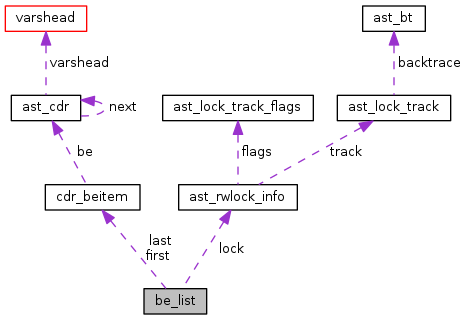 varshead
ast_bt
varshead
backtrace
ast_cdr
next
ast_lock_track_flags
ast_lock_track
be
flags
track
cdr_beitem
ast_rwlock_info
last
first
lock
be_list